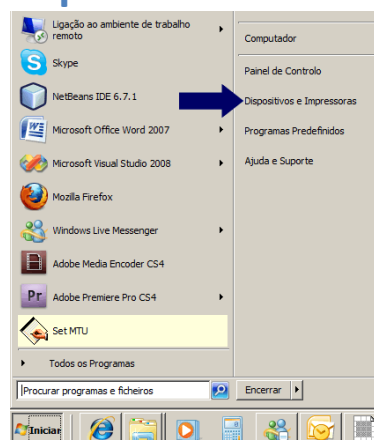 Ligação ao ambiente de trabalho
remoto
Skype
NetBeans IDE 6.7.1
Microsoft Office Word 2007
Microsoft Visual Studio 2008
Mozilla Firefox
Windows Live Messenger
Adobe Media Encoder CS4
Pr
Adobe Premiere Pro CS4
Set MTU
Todos os Programas
Procurar programas e ficheiros
Computador
Painel de Controlo
Dispositivos e Impressoras
Programas Predefinidos
Ajuda e Suporte
Encerrar
Iniciar